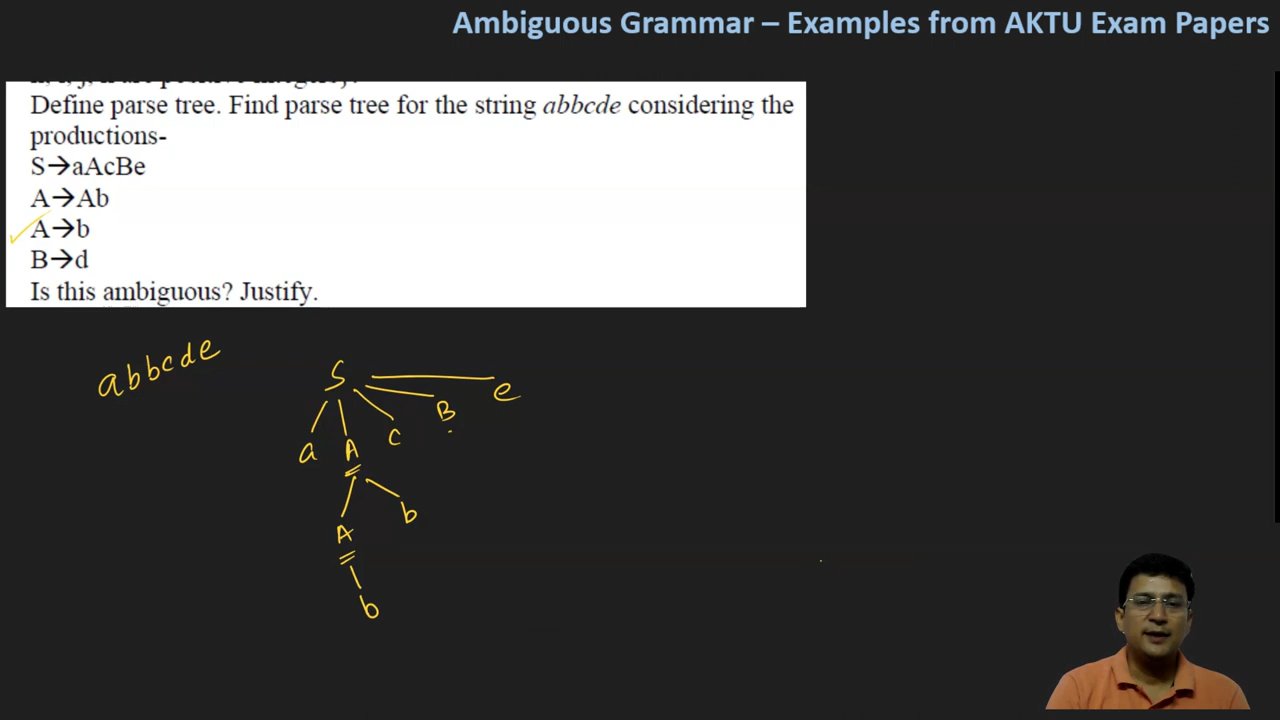 Ambiguous Grammar – Examples from AKTU Exam Papers
Define parse tree. Find parse tree for the string abbcde considering the
productions-
S→aAcBe
A→Ab
A→b
B→d
Is this ambiguous? Justify.
abbcde
S
a A c B e
A b
b